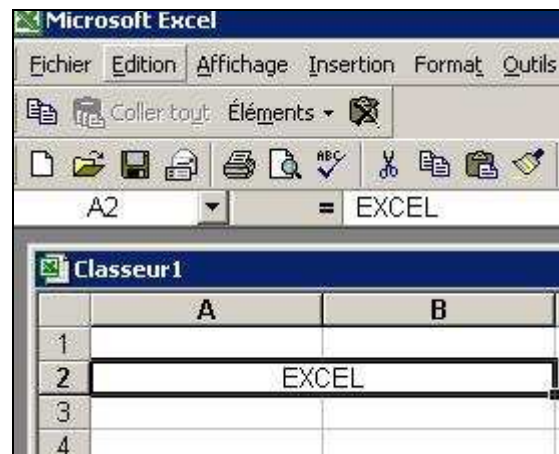 Microsoft Excel
Fichier Edition Affichage Insertion Format Outils
Coller tout Éléments
ABC
A2 = EXCEL
Classeur1
A B
1
2 EXCEL
3
4